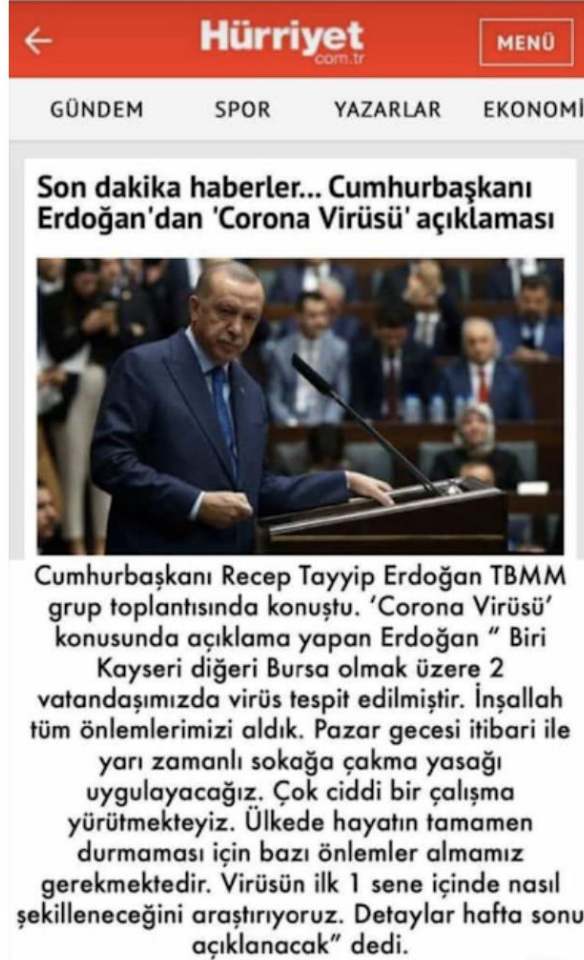 Hürriyet
com.tr
MENÜ
GÜNDEM SPOR YAZARLAR EKONOMİ
Son dakika haberler... Cumhurbaşkanı
Erdoğan'dan 'Corona Virüsü' açıklaması
Cumhurbaşkanı Recep Tayyip Erdoğan TBMM
grup toplantısında konuştu. ‘Corona Virüsü’
konusunda açıklama yapan Erdoğan “ Biri
Kayseri diğeri Bursa olmak üzere 2
vatandaşımızda virüs tespit edilmiştir. İnşallah
tüm önlemlerimizi aldık. Pazar gecesi itibari ile
yarı zamanlı sokağa çakma yasağı
uygulayacağız. Çok ciddi bir çalışma
yürütmekteyiz. Ülkede hayatın tamamen
durmaması için bazı önlemler almamız
gerekmektedir. Virüsün ilk 1 sene içinde nasıl
şekilleneceğini araştırıyoruz. Detaylar hafta sonu
açıklanacak” dedi.